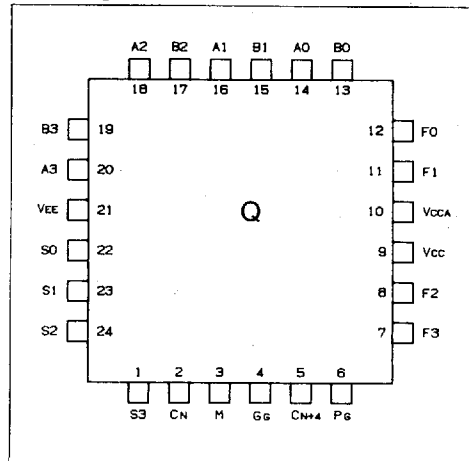 A2 B2 A1 B1 A0 B0
18 17 16 15 14 13
B3 19 12 F0
A3 20 11 F1
VEE 21 Q 10 VCCA
S0 22 9 VCC
S1 23 8 F2
S2 24 7 F3
1 2 3 4 5 6
S3 CN M GG CN+4 PG